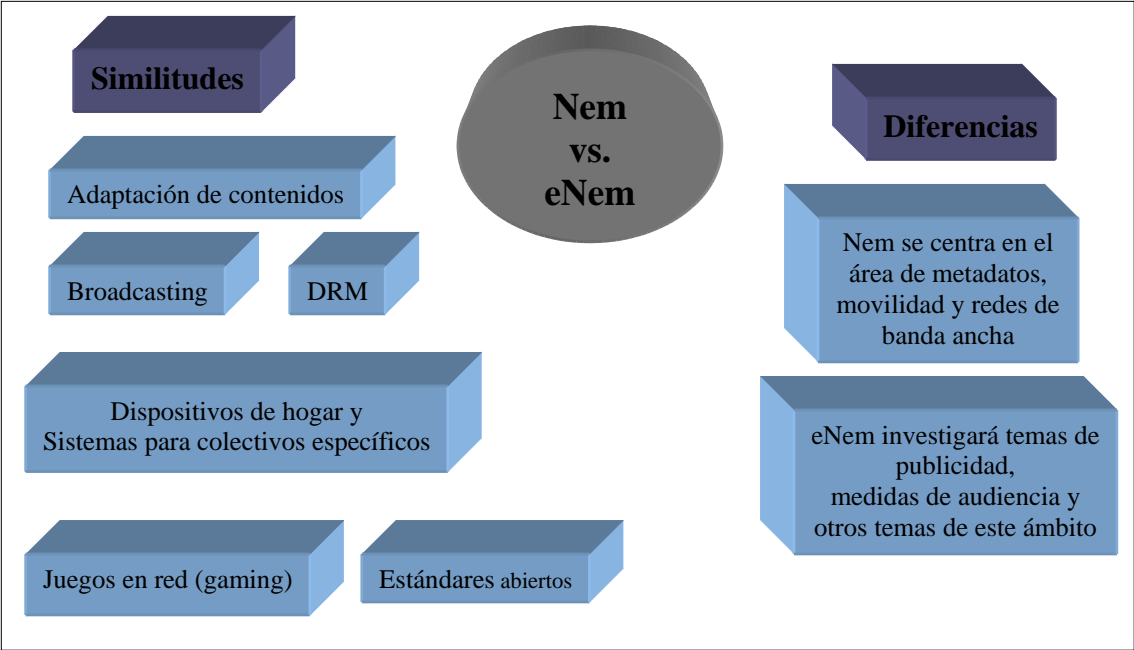 Similitudes
Adaptación de contenidos
Broadcasting
DRM
Dispositivos de hogar y
Sistemas para colectivos específicos
Juegos en red (gaming)
Estándares abiertos
Nem
vs.
eNem
Diferencias
Nem se centra en el
área de metadatos,
movilidad y redes de
banda ancha
eNem investigará temas de
publicidad,
medidas de audiencia y
otros temas de este ámbito